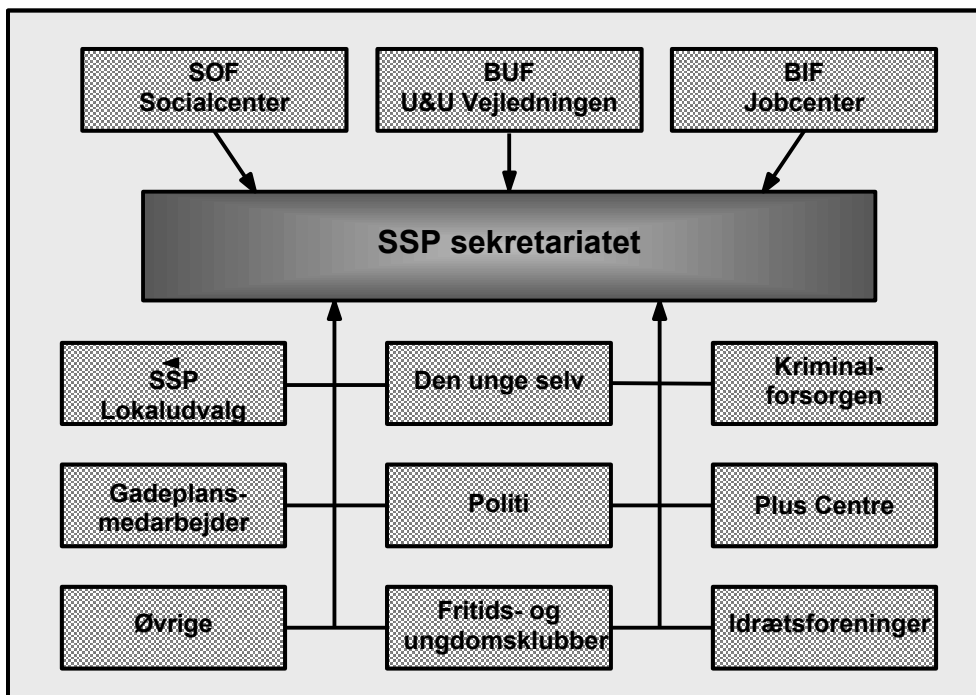 SOF
Socialcenter
BUF
U&U Vejledningen
BIF
Jobcenter
SSP sekretariatet
SSP
Lokaludvalg
Den unge selv
Kriminal-
forsorgen
Gadeplans-
medarbejder
Politi
Plus Centre
Øvrige
Fritids- og
ungdomsklubber
Idrætsforeninger